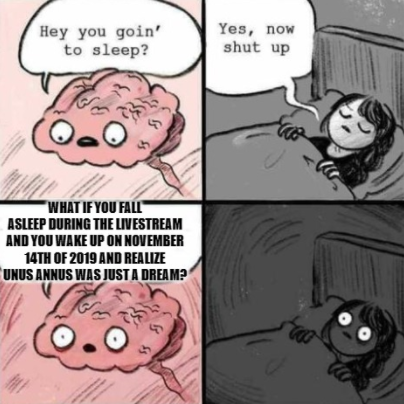 Hey you goin'
to sleep?
Yes, now
shut up
WHAT IF YOU FALL
ASLEEP DURING THE LIVESTREAM
AND YOU WAKE UP ON NOVEMBER
14TH OF 2019 AND REALIZE
UNUS ANNUS WAS JUST A DREAM?